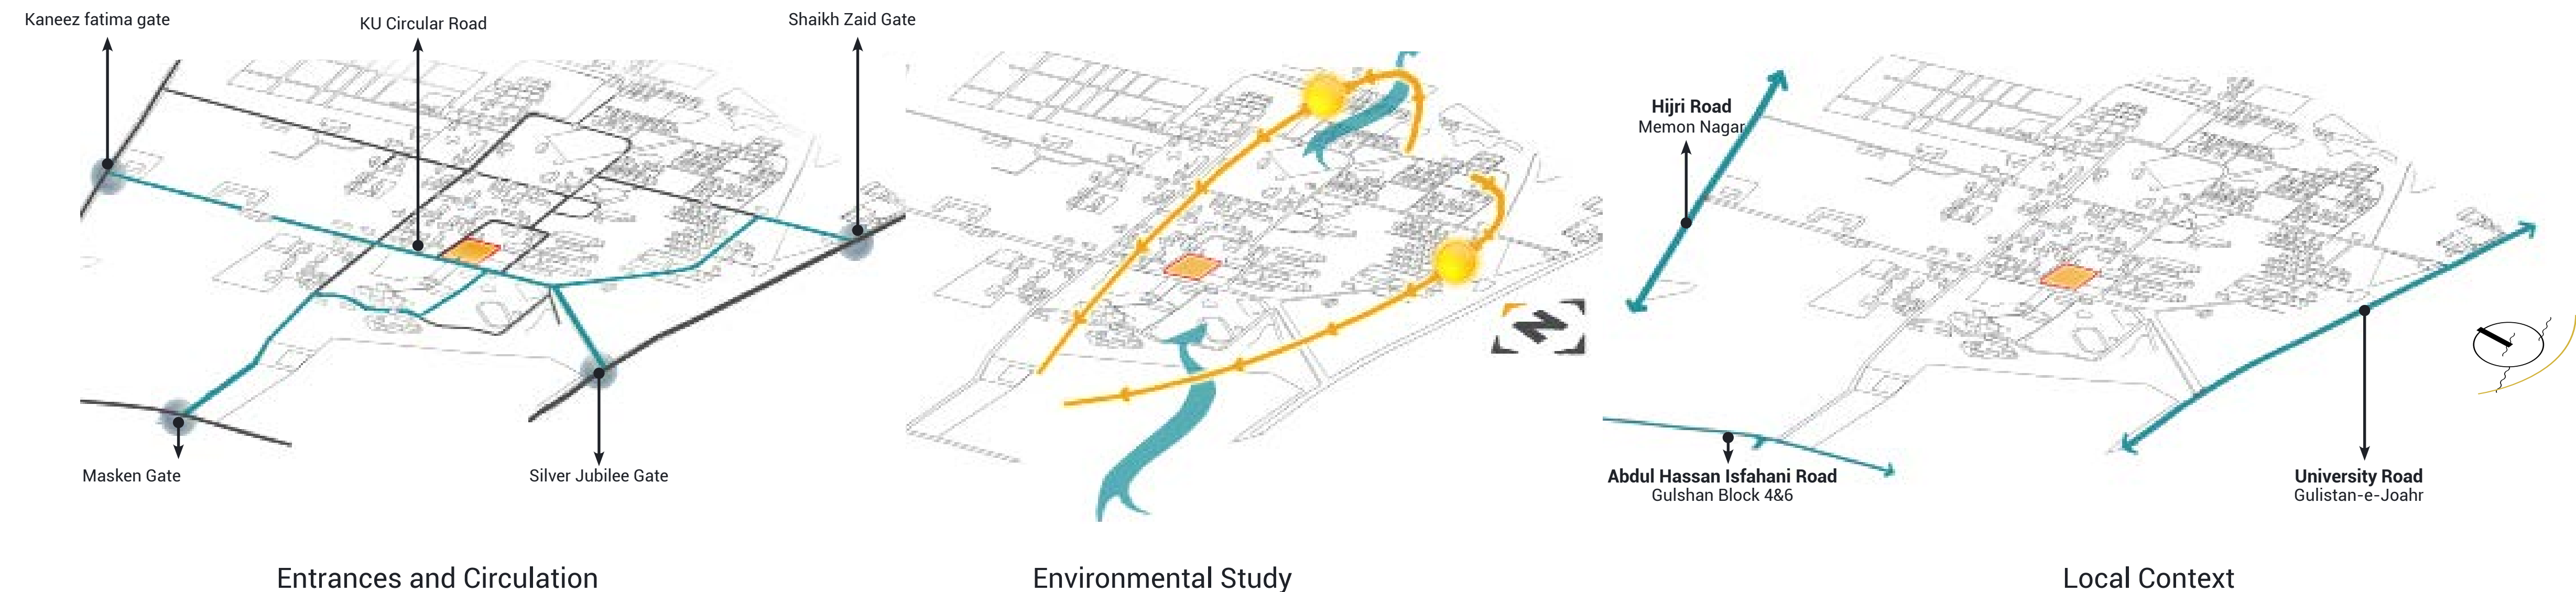 Kaneez fatima gate
KU Circular Road
Shaikh Zaid Gate
Masken Gate
Silver Jubilee Gate
Entrances and Circulation
N
Environmental Study
Hijri Road
Memon Nagar
Abdul Hassan Isfahani Road
Gulshan Block 4&6
University Road
Gulistan-e-Joahr
Local Context